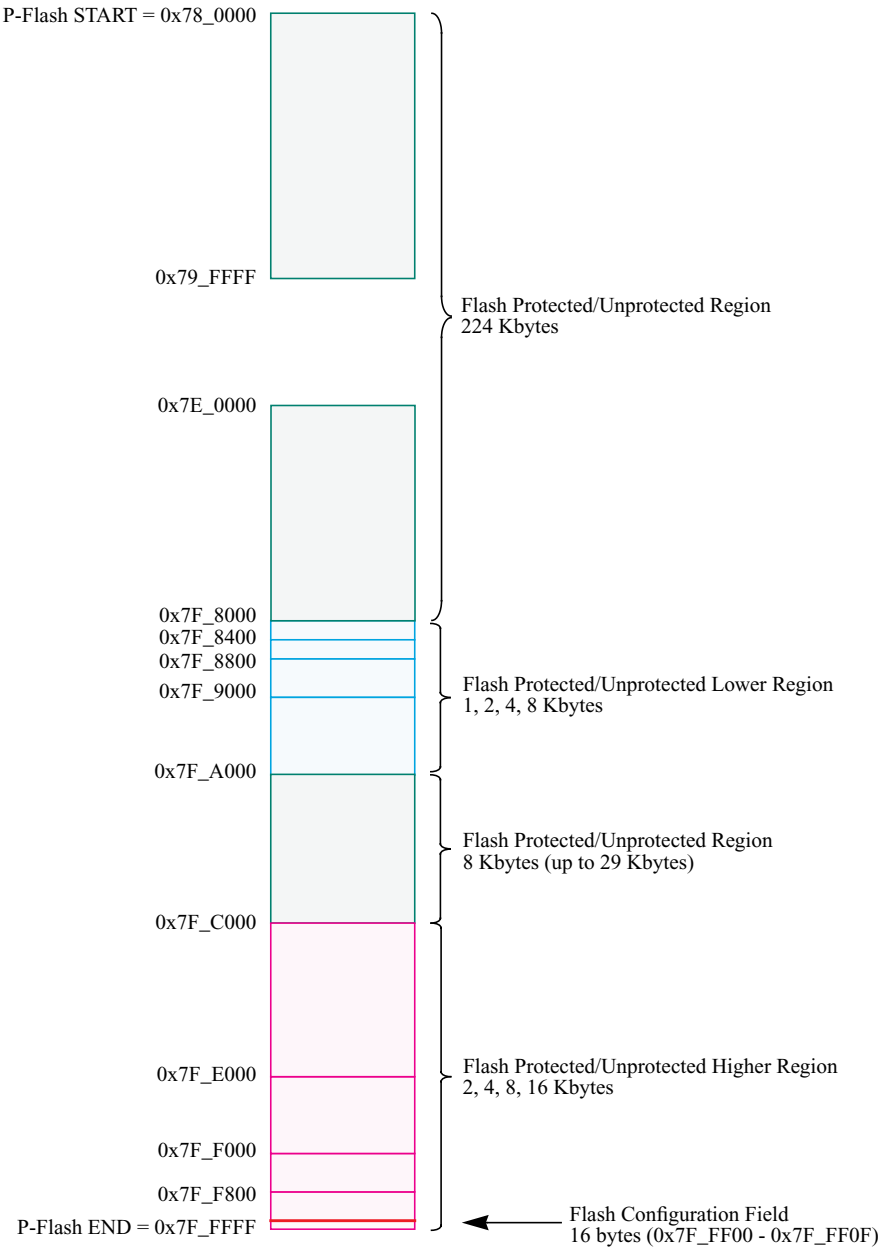 P-Flash START = 0x78_0000
0x79_FFFF
Flash Protected/Unprotected Region
224 Kbytes
0x7E_0000
0x7F_8000
0x7F_8400
0x7F_8800
0x7F_9000
Flash Protected/Unprotected Lower Region
1, 2, 4, 8 Kbytes
0x7F_A000
Flash Protected/Unprotected Region
8 Kbytes (up to 29 Kbytes)
0x7F_C000
0x7F_E000
Flash Protected/Unprotected Higher Region
2, 4, 8, 16 Kbytes
0x7F_F000
0x7F_F800
P-Flash END = 0x7F_FFFF
Flash Configuration Field
16 bytes (0x7F_FF00 - 0x7F_FF0F)